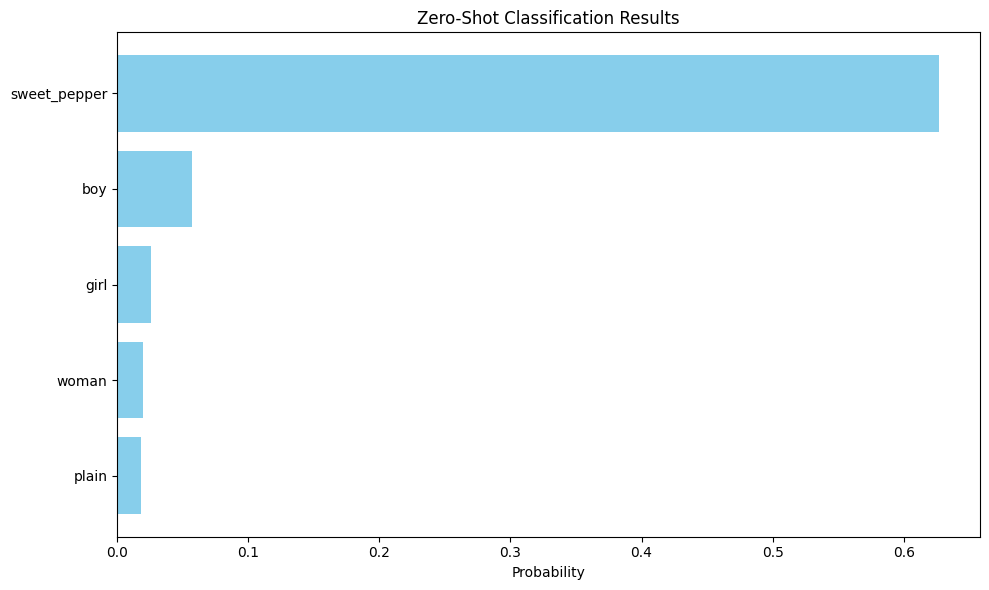 Zero-Shot Classification Results
sweet_pepper
boy
girl
woman
plain
0.0 0.1 0.2 0.3 0.4 0.5 0.6
Probability